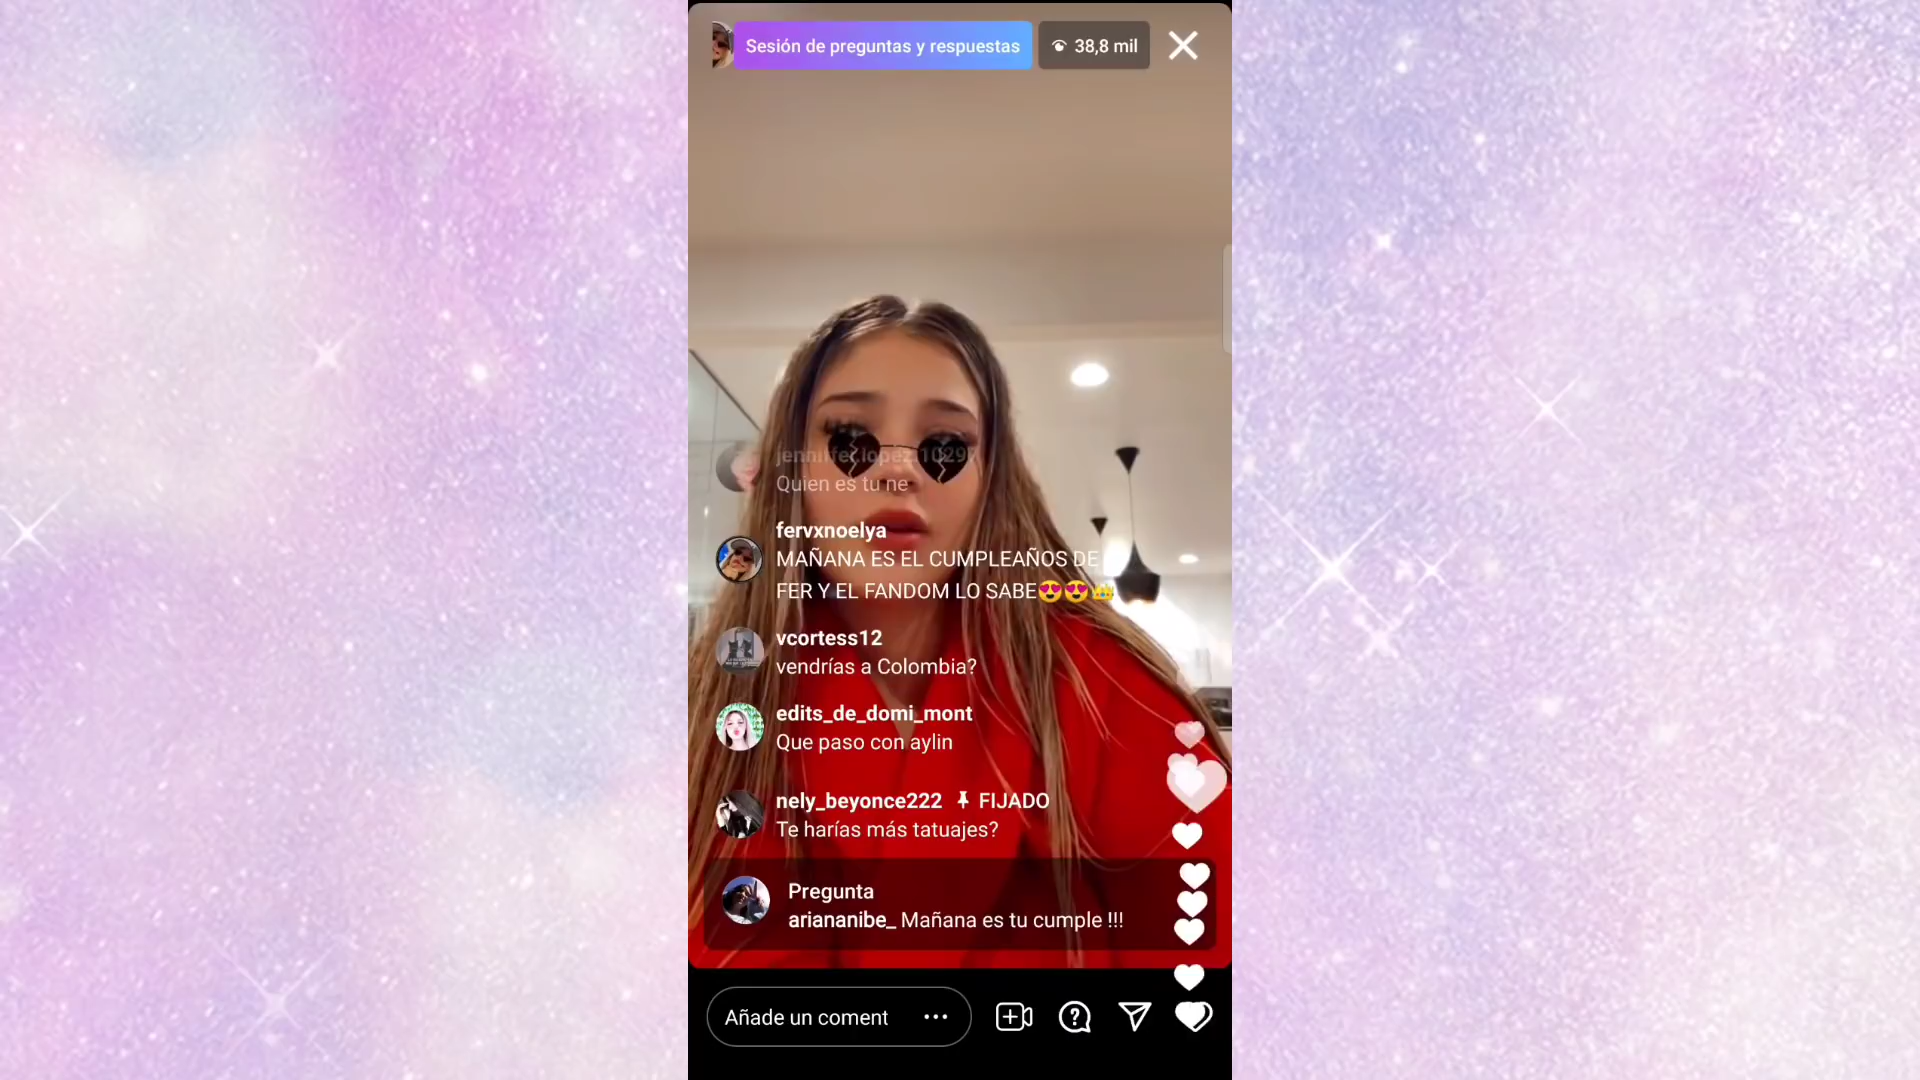 Sesión de preguntas y respuestas
38,8 mil
Quien es tu ne
fervxnoelya
MAÑANA ES EL CUMPLEAÑOS DE
FER Y EL FANDOM LO SABE😍😍👑
vcortess12
vendrías a Colombia?
edits_de_domi_mont
Que paso con aylin
nely_beyonce222 FIJADO
Te harías más tatuajes?
Pregunta
ariananibe_ Mañana es tu cumple !!!
Añade un coment